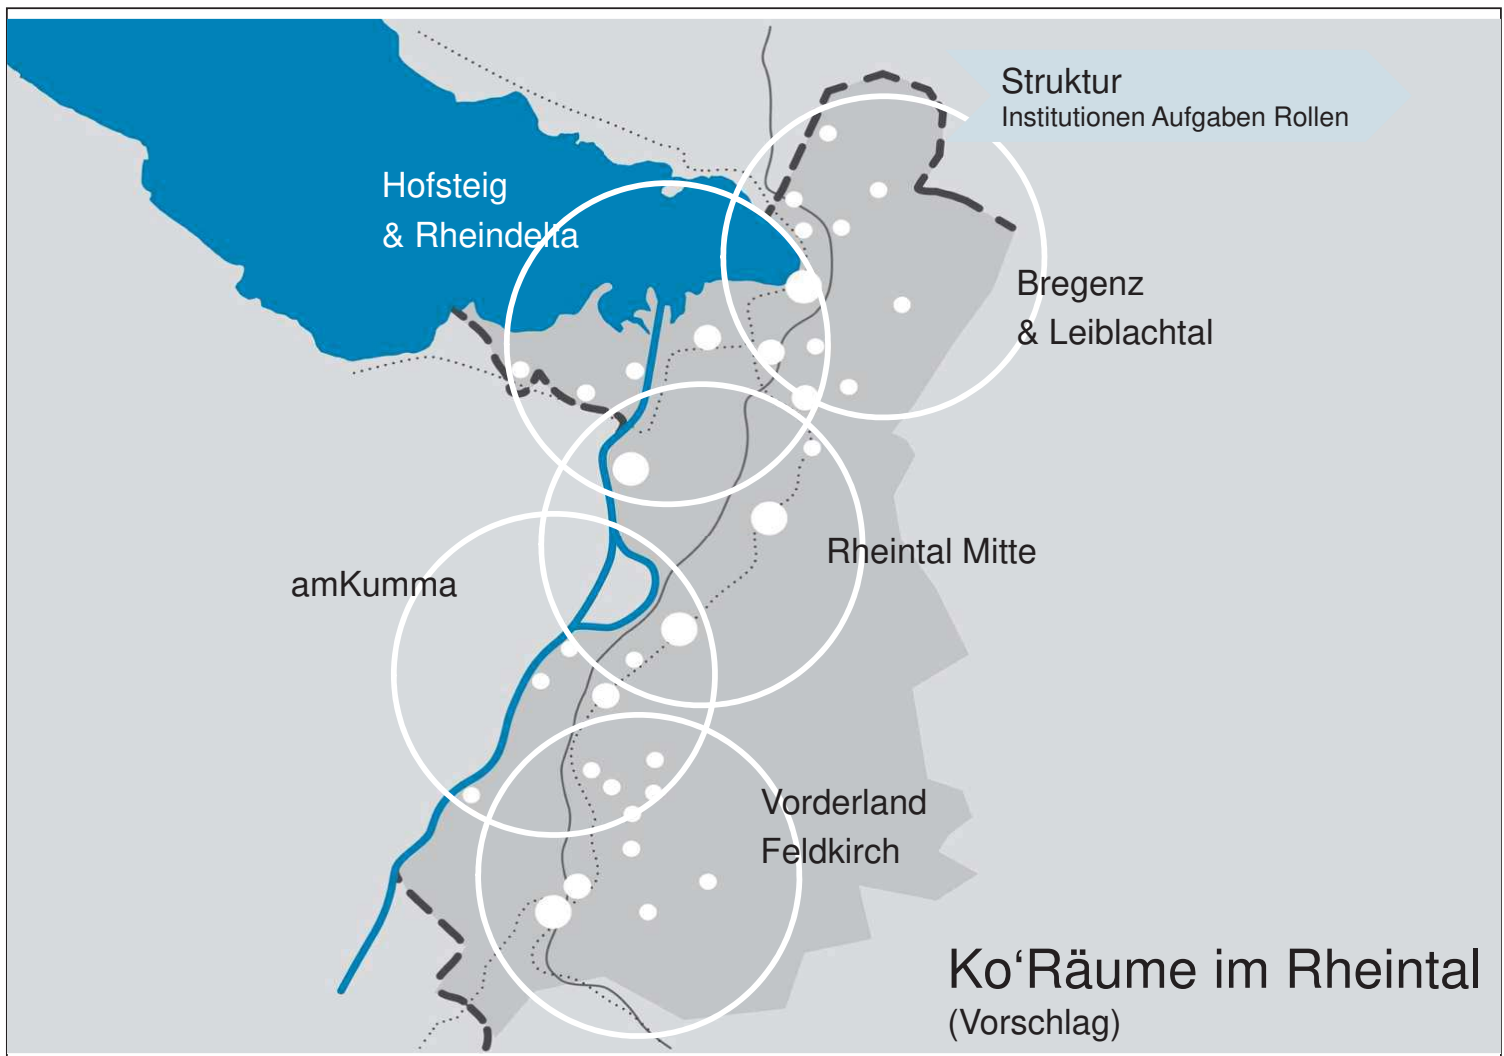 Struktur
Institutionen Aufgaben Rollen
Hofsteig
& Rheindelta
Bregenz
& Leiblachtal
Rheintal Mitte
amKumma
Vorderland
Feldkirch
Ko‘Räume im Rheintal
(Vorschlag)